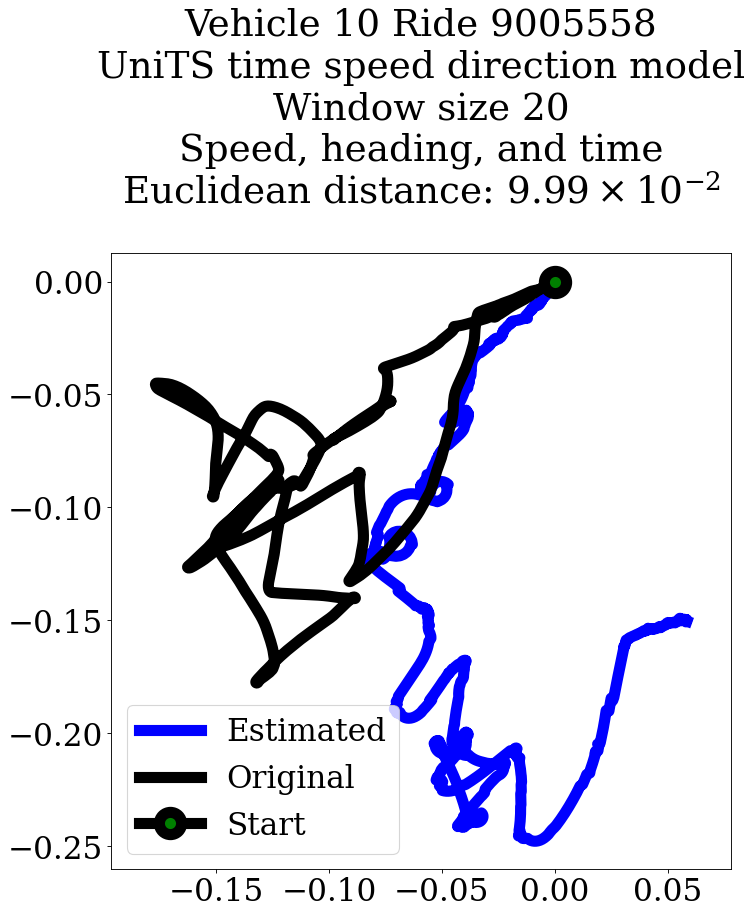 Vehicle 10 Ride 9005558
UniTS time speed direction model
Window size 20
Speed, heading, and time
Euclidean distance: 9.99 × 10⁻²
0.00
−0.05
−0.10
−0.15
−0.20
−0.25
Estimated
Original
Start
−0.15 −0.10 −0.05 0.00 0.05